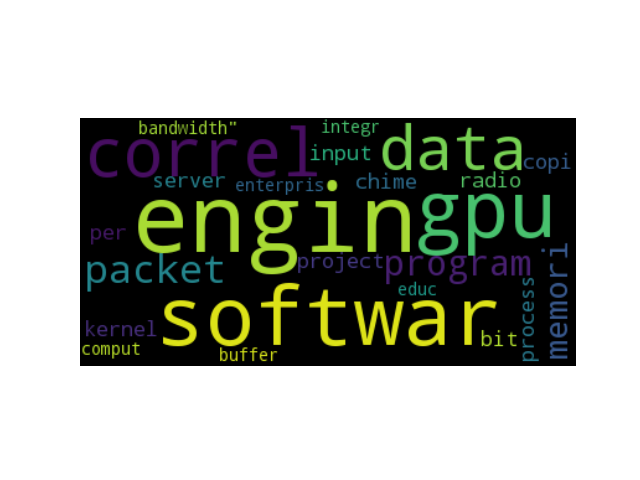 bandwidth"
integr
correl
data
input
copi
server
enterpris
chime
radio
engin
gpu
per
packet
project
program
memori
educ
process
softwar
kernel
bit
comput
buffer